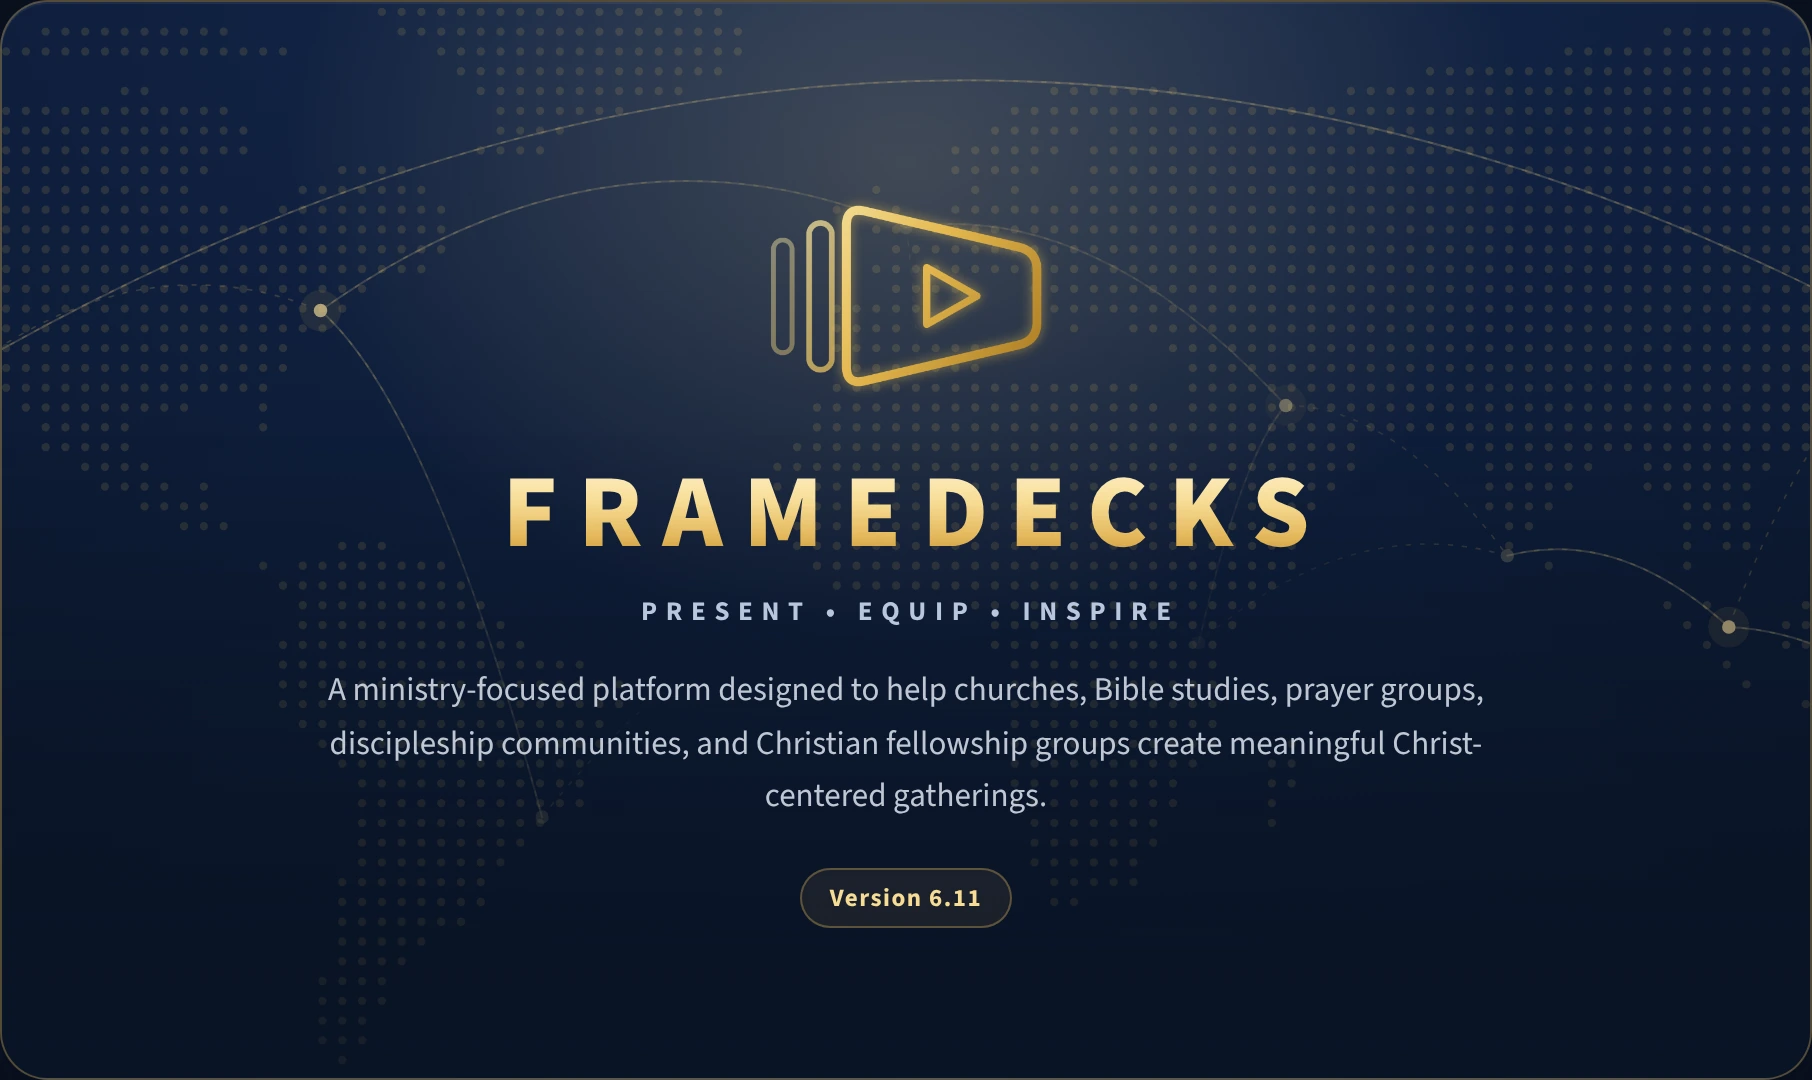 FRAMEDECKS
PRESENT • EQUIP • INSPIRE
A ministry-focused platform designed to help churches, Bible studies, prayer groups,
discipleship communities, and Christian fellowship groups create meaningful Christ-
centered gatherings.
Version 6.11